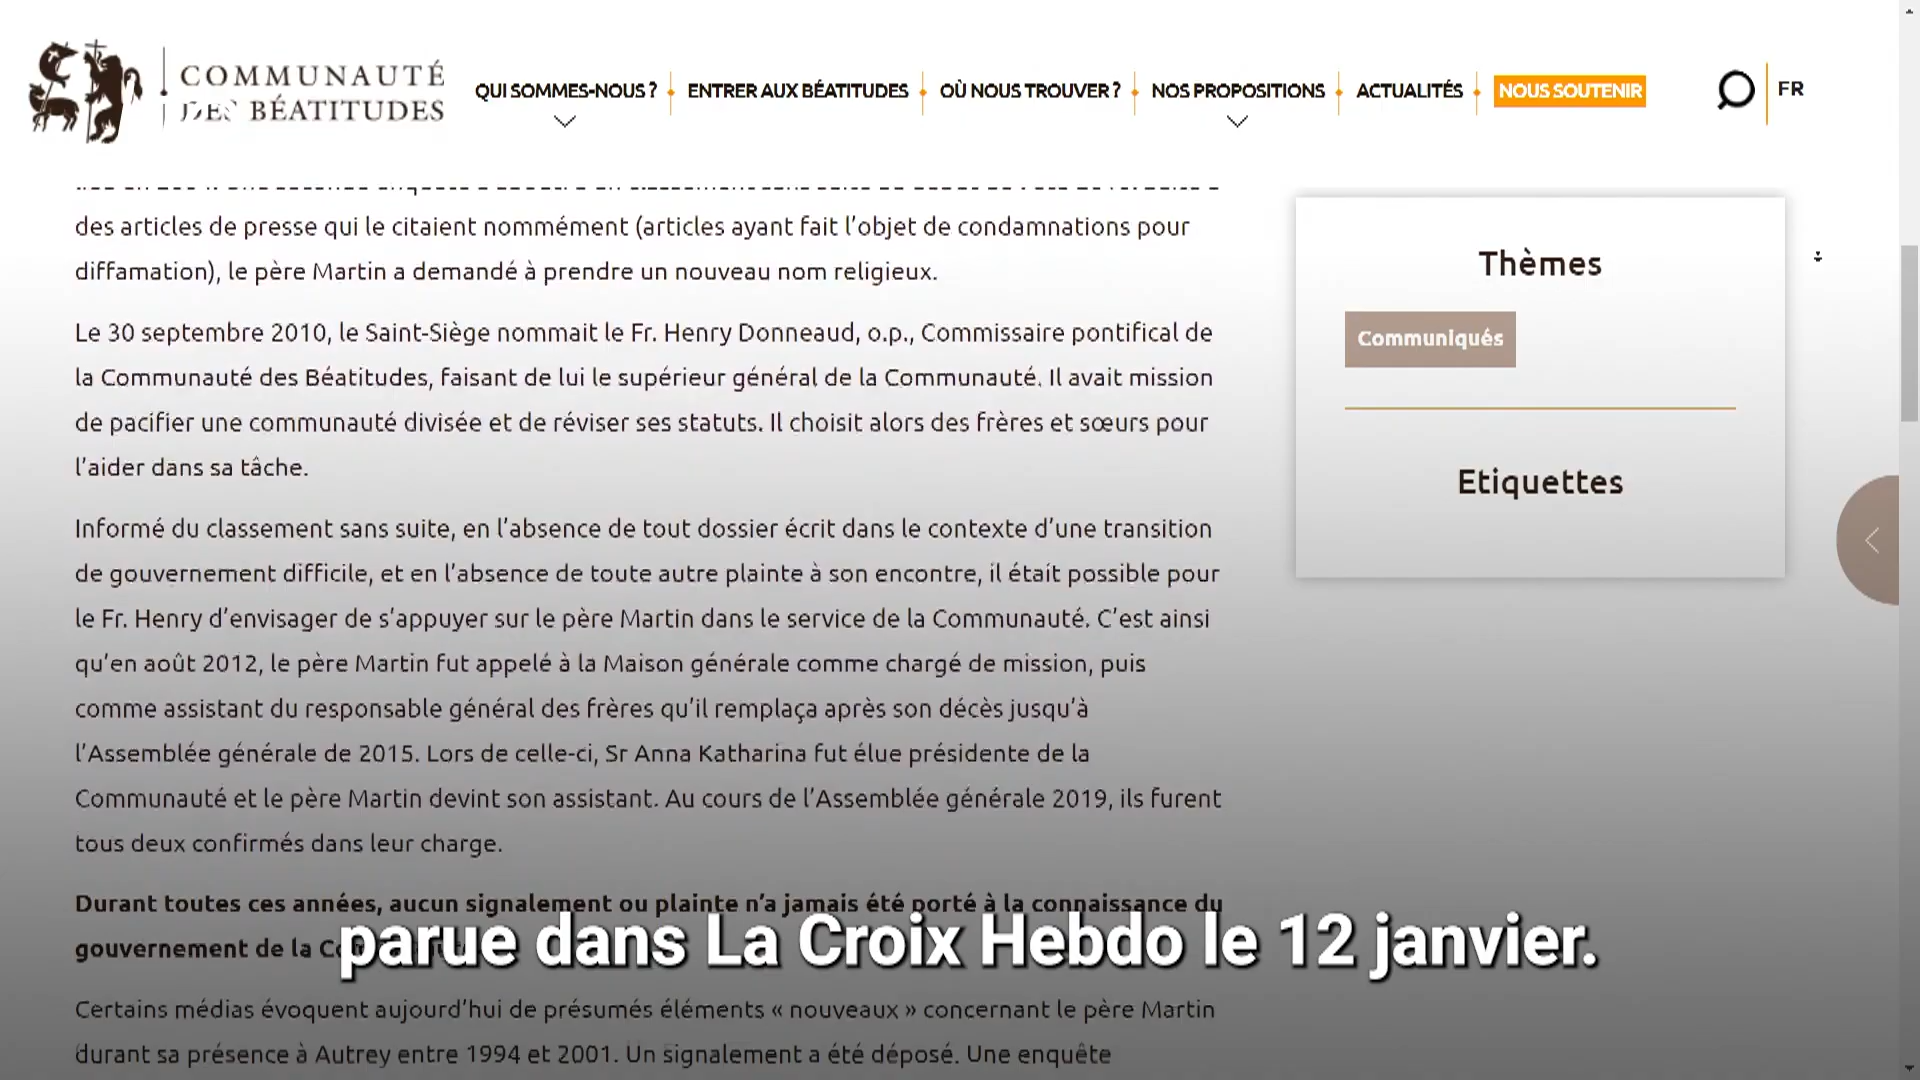 COMMUNAUTÉ
DES BÉATITUDES
QUI SOMMES-NOUS ?
ENTRER AUX BÉATITUDES
OÙ NOUS TROUVER ?
NOS PROPOSITIONS
ACTUALITÉS
NOUS SOUTENIR
FR
des articles de presse qui le citaient nommément (articles ayant fait l’objet de condamnations pour
diffamation), le père Martin a demandé à prendre un nouveau nom religieux.
Le 30 septembre 2010, le Saint-Siège nommait le Fr. Henry Donneaud, o.p., Commissaire pontifical de
la Communauté des Béatitudes, faisant de lui le supérieur général de la Communauté. Il avait mission
de pacifier une communauté divisée et de réviser ses statuts. Il choisit alors des frères et sœurs pour
l’aider dans sa tâche.
Informé du classement sans suite, en l’absence de tout dossier écrit dans le contexte d’une transition
de gouvernement difficile, et en l’absence de toute autre plainte à son encontre, il était possible pour
le Fr. Henry d’envisager de s’appuyer sur le père Martin dans le service de la Communauté. C’est ainsi
qu’en août 2012, le père Martin fut appelé à la Maison générale comme chargé de mission, puis
comme assistant du responsable général des frères qu’il remplaça après son décès jusqu’à
l’Assemblée générale de 2015. Lors de celle-ci, Sr Anna Katharina fut élue présidente de la
Communauté et le père Martin devint son assistant. Au cours de l’Assemblée générale 2019, ils furent
tous deux confirmés dans leur charge.
Durant toutes ces années, aucun signalement ou plainte n’a jamais été porté à la connaissance du
gouvernement de la
parue dans La Croix Hebdo le 12 janvier.
Certains médias évoquent aujourd’hui de présumés éléments « nouveaux » concernant le père Martin
durant sa présence à Autrey entre 1994 et 2001. Un signalement a été déposé. Une enquête
Thèmes
Communiqués
Etiquettes